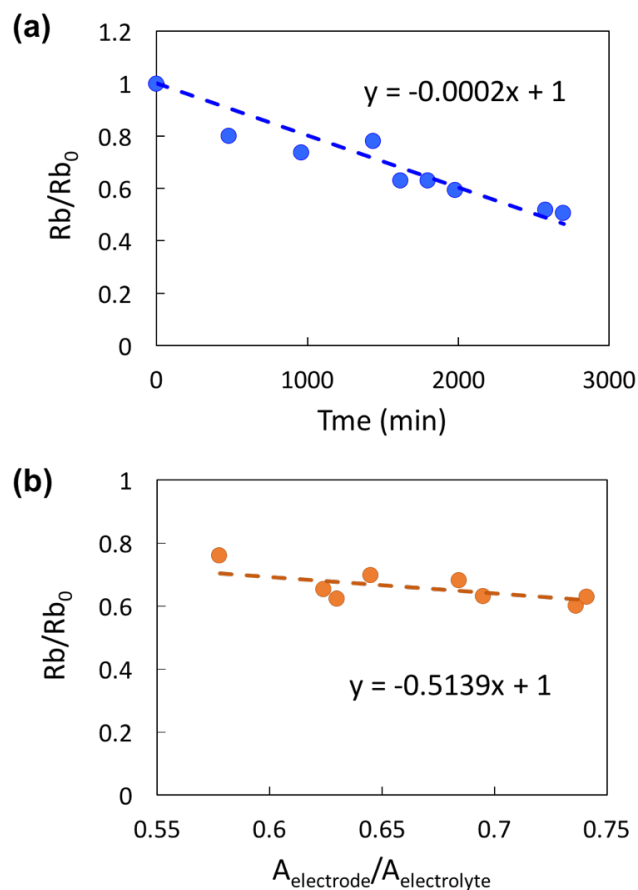 (a)
1.2
1
0.8
0.6
0.4
0.2
0
y = -0.0002x + 1
Rb/Rb₀
0 1000 2000 3000
Tme (min)
(b)
1
0.8
0.6
0.4
0.2
0
y = -0.5139x + 1
Rb/Rb₀
0.55 0.6 0.65 0.7 0.75
A_electrode/A_electrolyte